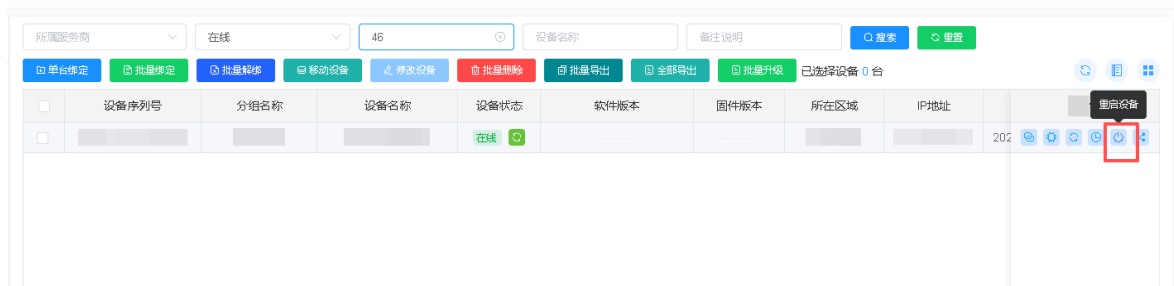 所属服务商 在线 46 设备名称 备注说明 搜索 重置
单台绑定 批量绑定 批量解绑 移动设备 修改设备 批量删除 批量导出 全部导出 批量升级 已选择设备 0 台
设备序列号 分组名称 设备名称 设备状态 软件版本 固件版本 所在区域 IP地址 重启设备
在线 202